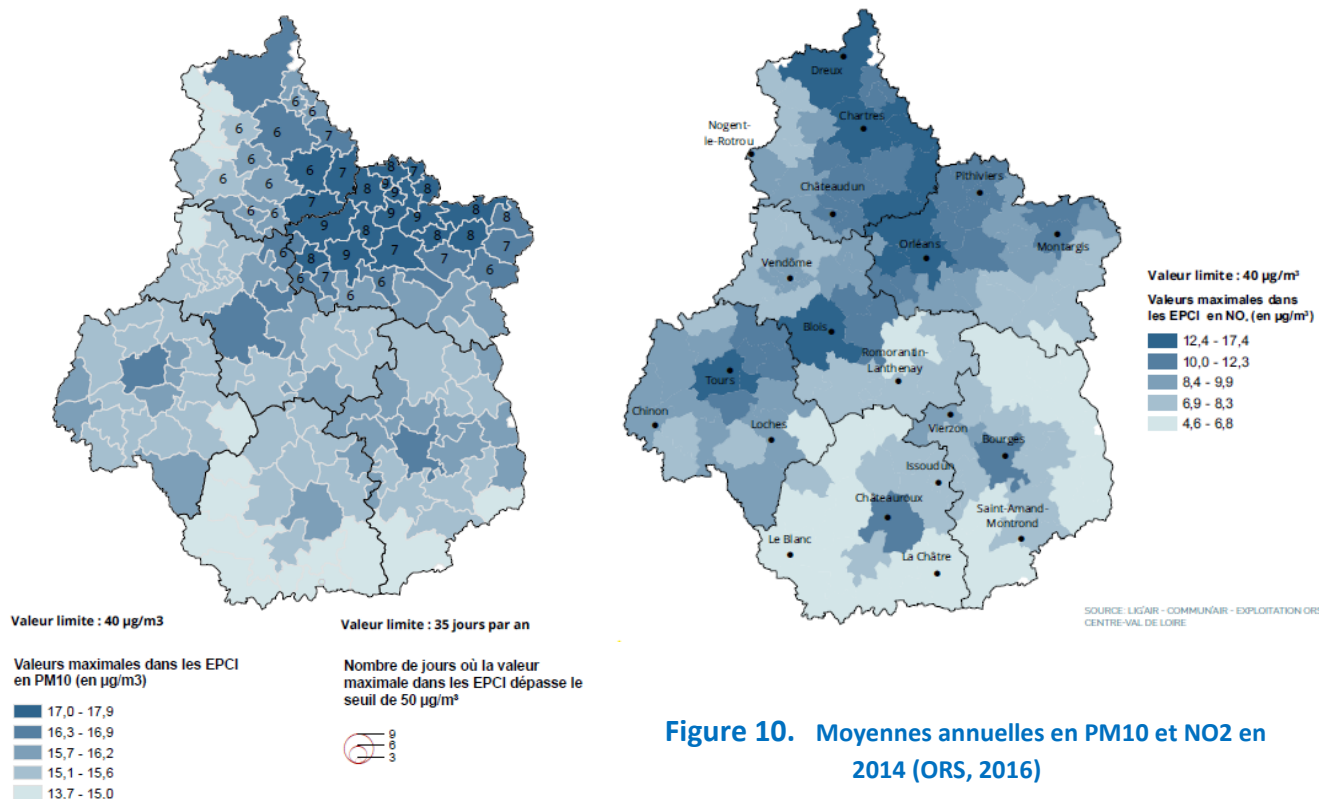 6
6
6
6
7
6
6
6
7
8
7
6
6
8
9
8
9
7
6
6
9
9
8
8
9
8
8
8
7
6
8
9
7
7
6
7
6
6
6
Dreux
Chartres
Nogent-
le-Rotrou
Châteaudun
Pithiviers
Orléans
Montargis
Vendôme
Blois
Romorantin-
Lanthenay
Tours
Chinon
Loches
Vierzon
Bourges
Issoudun
Châteauroux
Saint-Amand-
Montrond
Le Blanc
La Châtre
Valeur limite : 40 µg/m³
Valeurs maximales dans
les EPCI en NO, (en µg/m³)
12,4 - 17,4
10,0 - 12,3
8,4 - 9,9
6,9 - 8,3
4,6 - 6,8
SOURCE: LIG'AIR - COMMUN'AIR - EXPLOITATION ORS
CENTRE-VAL DE LOIRE
Valeur limite : 40 µg/m3
Valeurs maximales dans les EPCI
en PM10 (en µg/m3)
17,0 - 17,9
16,3 - 16,9
15,7 - 16,2
15,1 - 15,6
13,7 - 15,0
Valeur limite : 35 jours par an
Nombre de jours où la valeur
maximale dans les EPCI dépasse le
seuil de 50 µg/m³
9
6
3
Figure 10. Moyennes annuelles en PM10 et NO2 en
2014 (ORS, 2016)